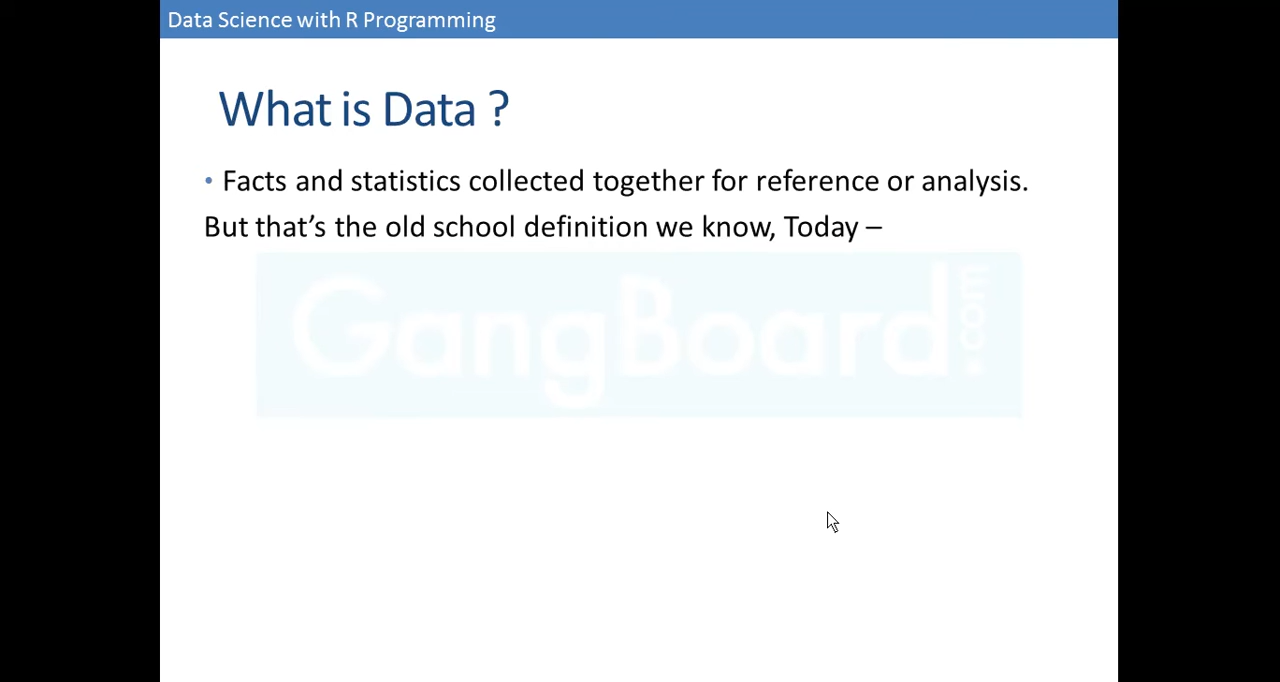 Data Science with R Programming
What is Data ?
• Facts and statistics collected together for reference or analysis.
But that’s the old school definition we know, Today –
GangBoard.com